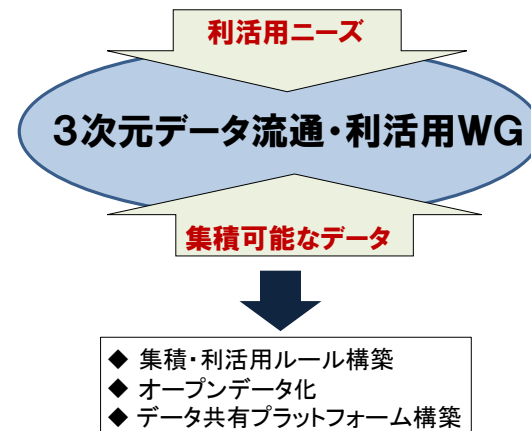 利活用ニーズ
3次元データ流通・利活用WG
集積可能なデータ
◆ 集積・利活用ルール構築
◆ オープンデータ化
◆ データ共有プラットフォーム構築